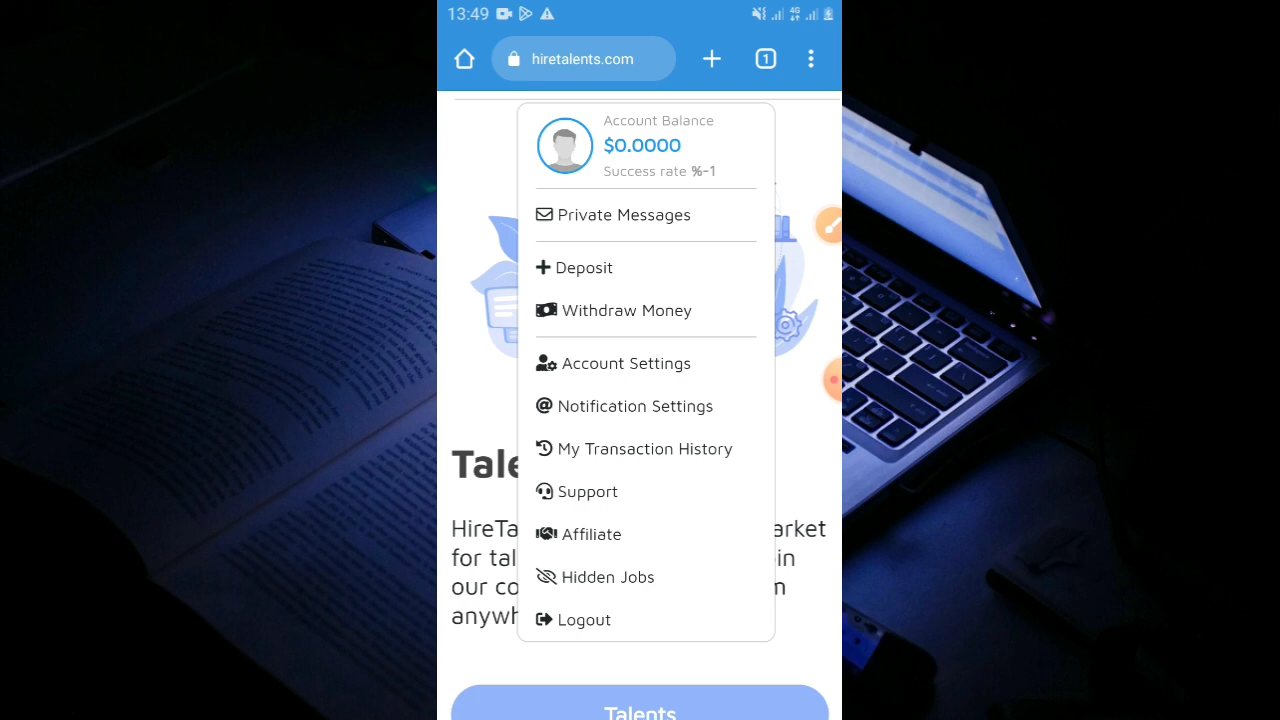 13:49
4G
hiretalents.com
1
Account Balance
$0.0000
Success rate %-1
Private Messages
Deposit
Withdraw Money
Account Settings
Notification Settings
My Transaction History
Support
Affiliate
Hidden Jobs
Logout
Tale
HireTa arket
for tal in
our co m
anywh
Talents